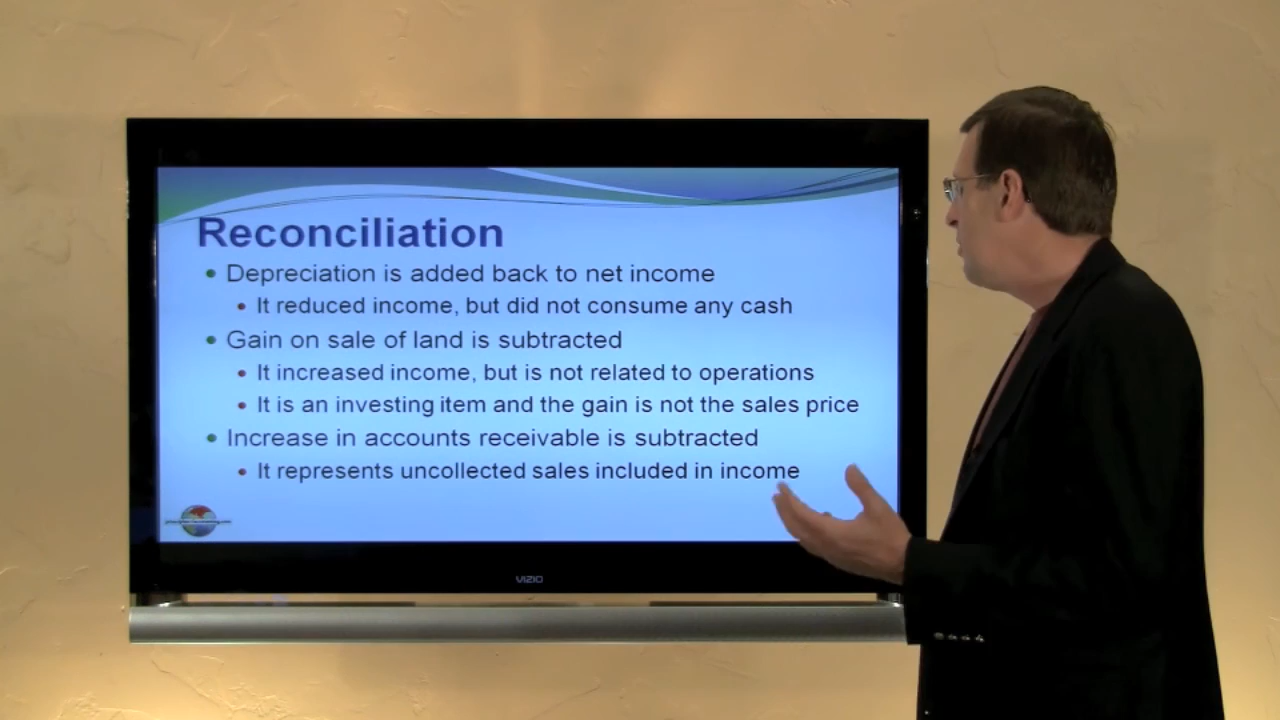 Reconciliation
Depreciation is added back to net income
It reduced income, but did not consume any cash
Gain on sale of land is subtracted
It increased income, but is not related to operations
It is an investing item and the gain is not the sales price
Increase in accounts receivable is subtracted
It represents uncollected sales included in income
VIZIO